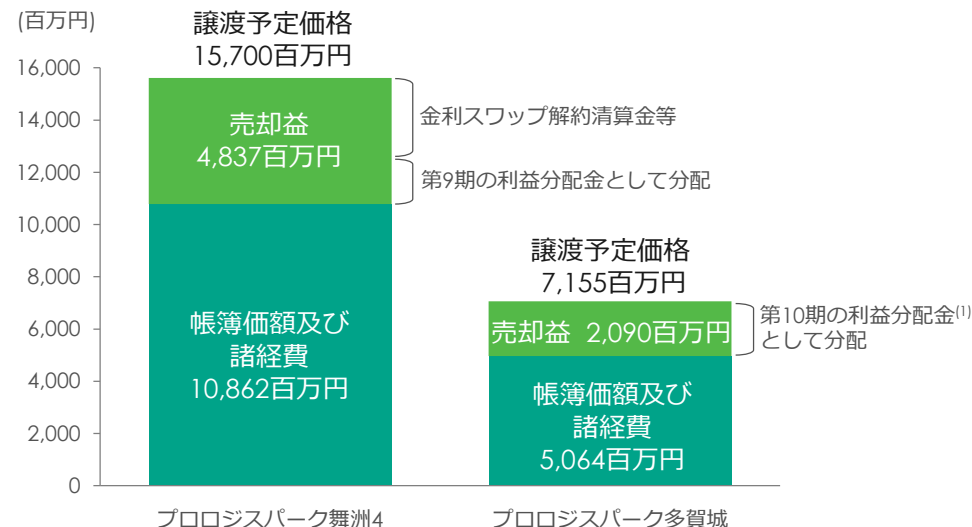 (百万円)
譲渡予定価格
15,700百万円
16,000
14,000
12,000
10,000
8,000
6,000
4,000
2,000
0
売却益
4,837百万円
金利スワップ解約清算金等
第9期の利益分配金として分配
帳簿価額及び
諸経費
10,862百万円
譲渡予定価格
7,155百万円
売却益 2,090百万円
第10期の利益分配金(1)
として分配
帳簿価額及び
諸経費
5,064百万円
プロロジスパーク舞洲4
プロロジスパーク多賀城